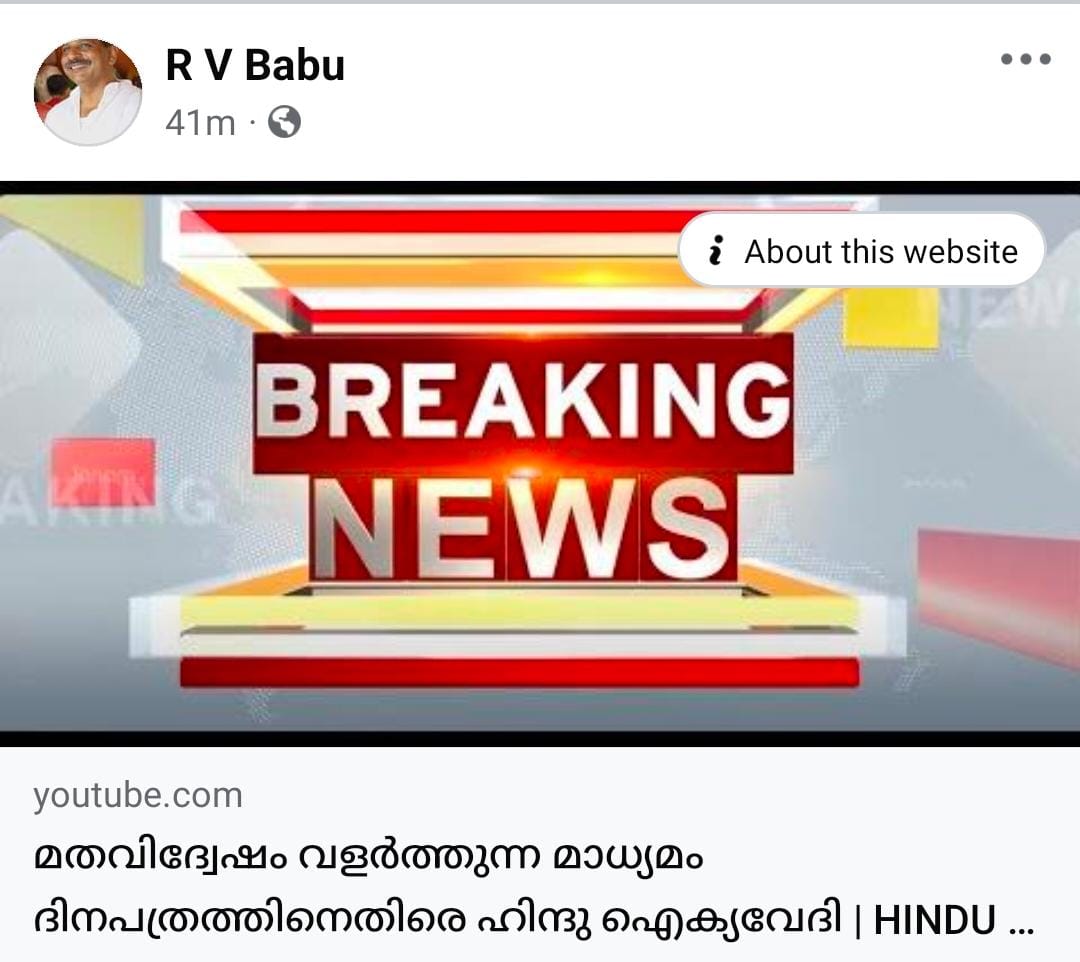 R V Babu
41m ·
About this website
NEW
BREAKING
AKING
NEWS
youtube.com
മതവിദ്വേഷം വളർത്തുന്ന മാധ്യമം
ദിനപത്രത്തിനെതിരെ ഹിന്ദു ഐക്യവേദി | HINDU ...